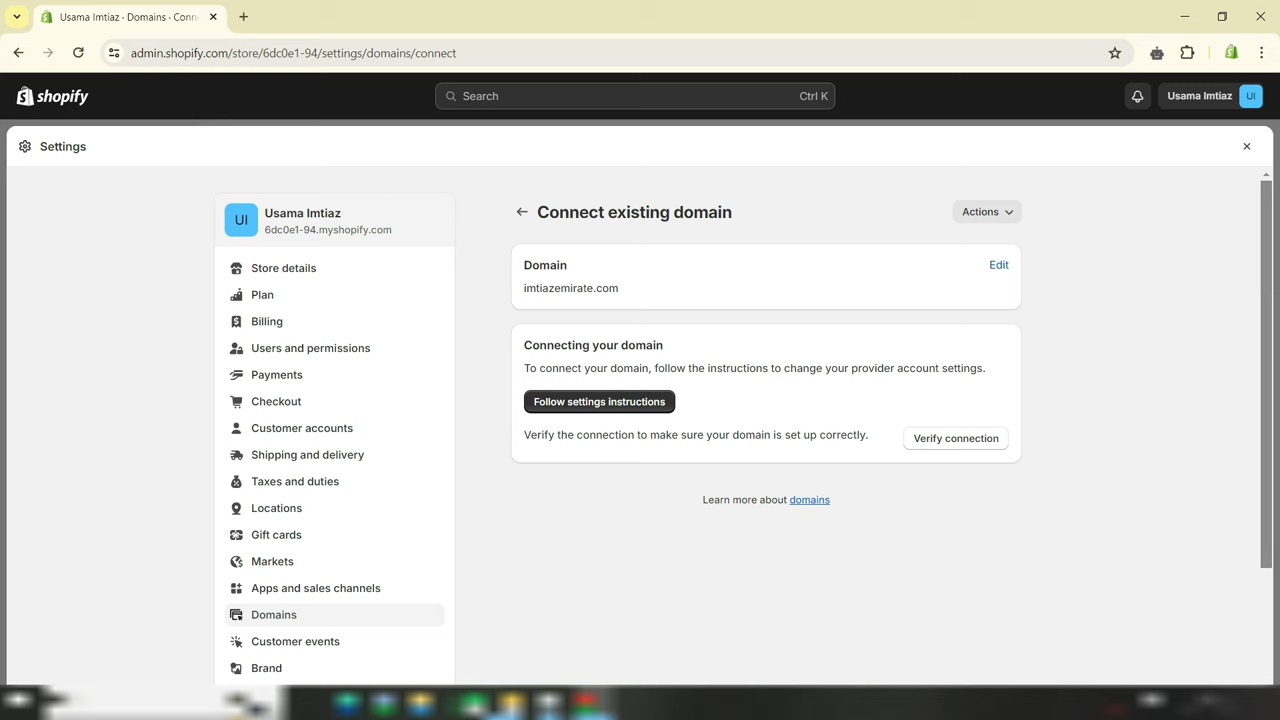 Usama Imtiaz · Domains · Conn
admin.shopify.com/store/6dc0e1-94/settings/domains/connect
shopify
Search
Ctrl K
Usama Imtiaz
UI
Settings
UI
Usama Imtiaz
6dc0e1-94.myshopify.com
Store details
Plan
Billing
Users and permissions
Payments
Checkout
Customer accounts
Shipping and delivery
Taxes and duties
Locations
Gift cards
Markets
Apps and sales channels
Domains
Customer events
Brand
Connect existing domain
Actions
Domain
Edit
imtiazemirate.com
Connecting your domain
To connect your domain, follow the instructions to change your provider account settings.
Follow settings instructions
Verify the connection to make sure your domain is set up correctly.
Verify connection
Learn more about domains